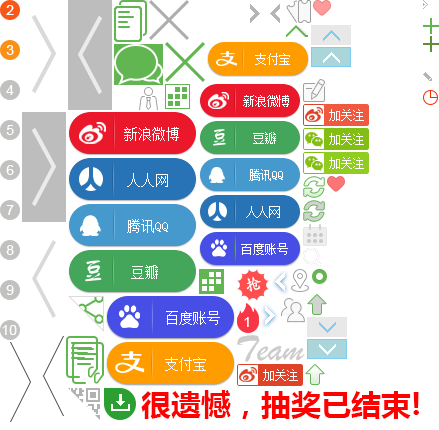 2
3
支付宝
4
新浪微博
加关注
5
新浪微博
豆瓣
加关注
加关注
6
人人网
腾讯QQ
7
腾讯QQ
人人网
8
豆瓣
百度账号
9
抢
百度账号
1
10
支付宝
Team
加关注
很遗憾，抽奖已结束!